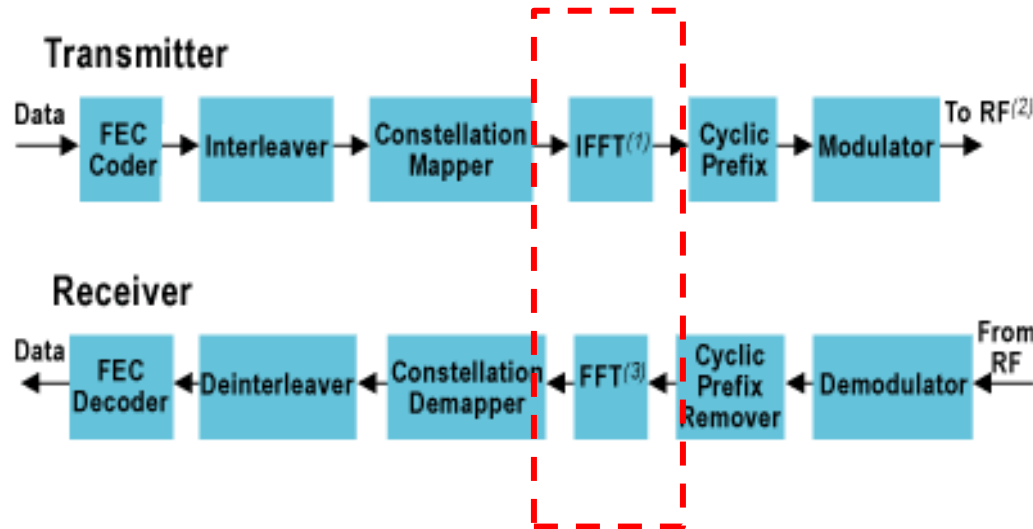 Transmitter
Data
FEC
Coder
Interleaver
Constellation
Mapper
IFFT(1)
Cyclic
Prefix
Modulator
To RF(2)
Receiver
Data
FEC
Decoder
Deinterleaver
Constellation
Demapper
FFT(3)
Cyclic
Prefix
Remover
Demodulator
From
RF